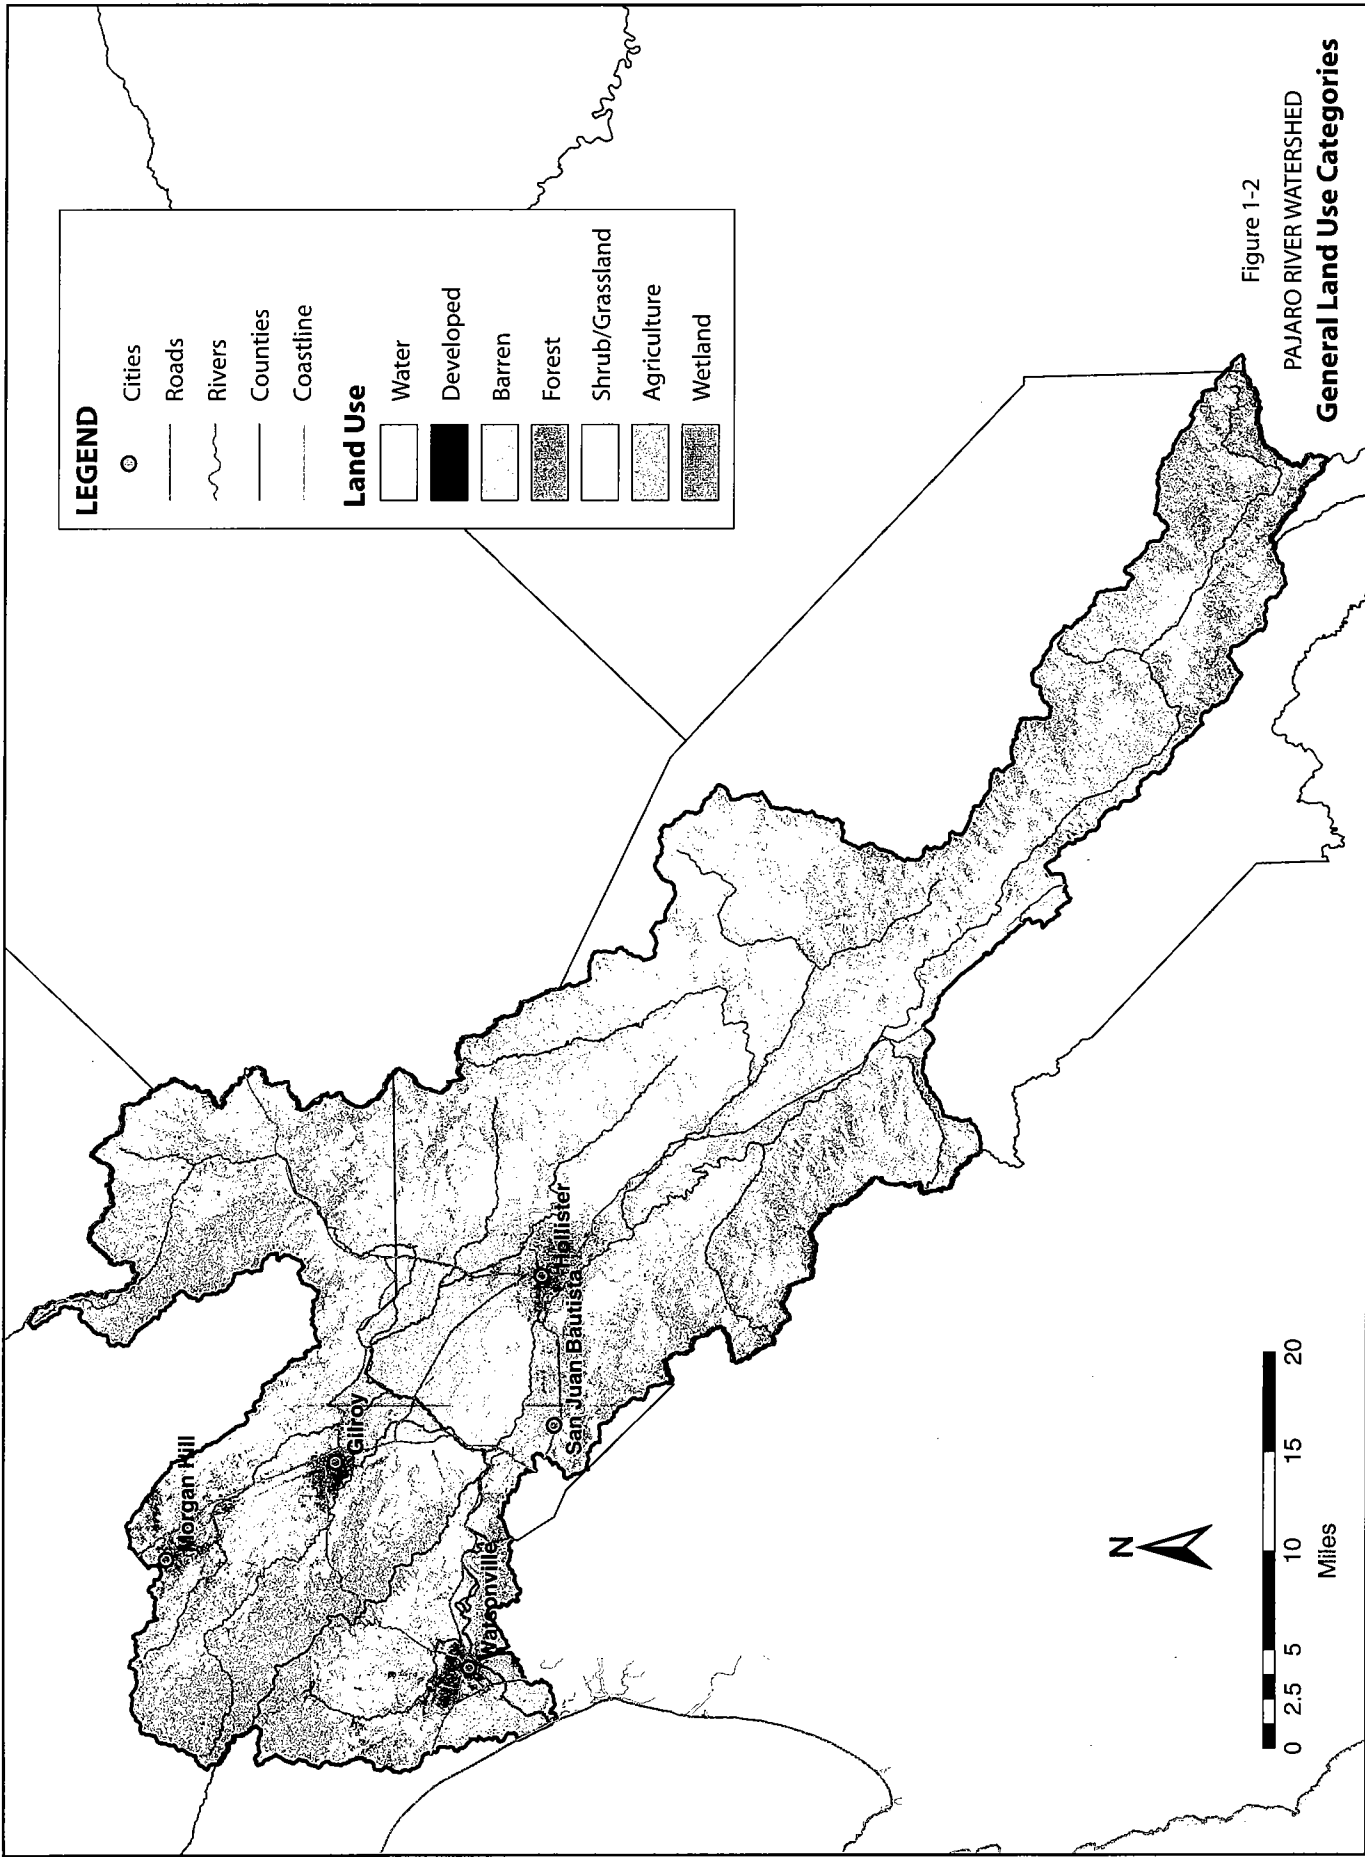 LEGEND
Cities
Roads
Rivers
Counties
Coastline
Land Use
Water
Developed
Barren
Forest
Shrub/Grassland
Agriculture
Wetland
Morgan Hill
Gilroy
Watsonville
San Juan Bautista
Hollister
N
0 2.5 5 10 15 20
Miles
Figure 1-2
PAJARO RIVER WATERSHED
General Land Use Categories